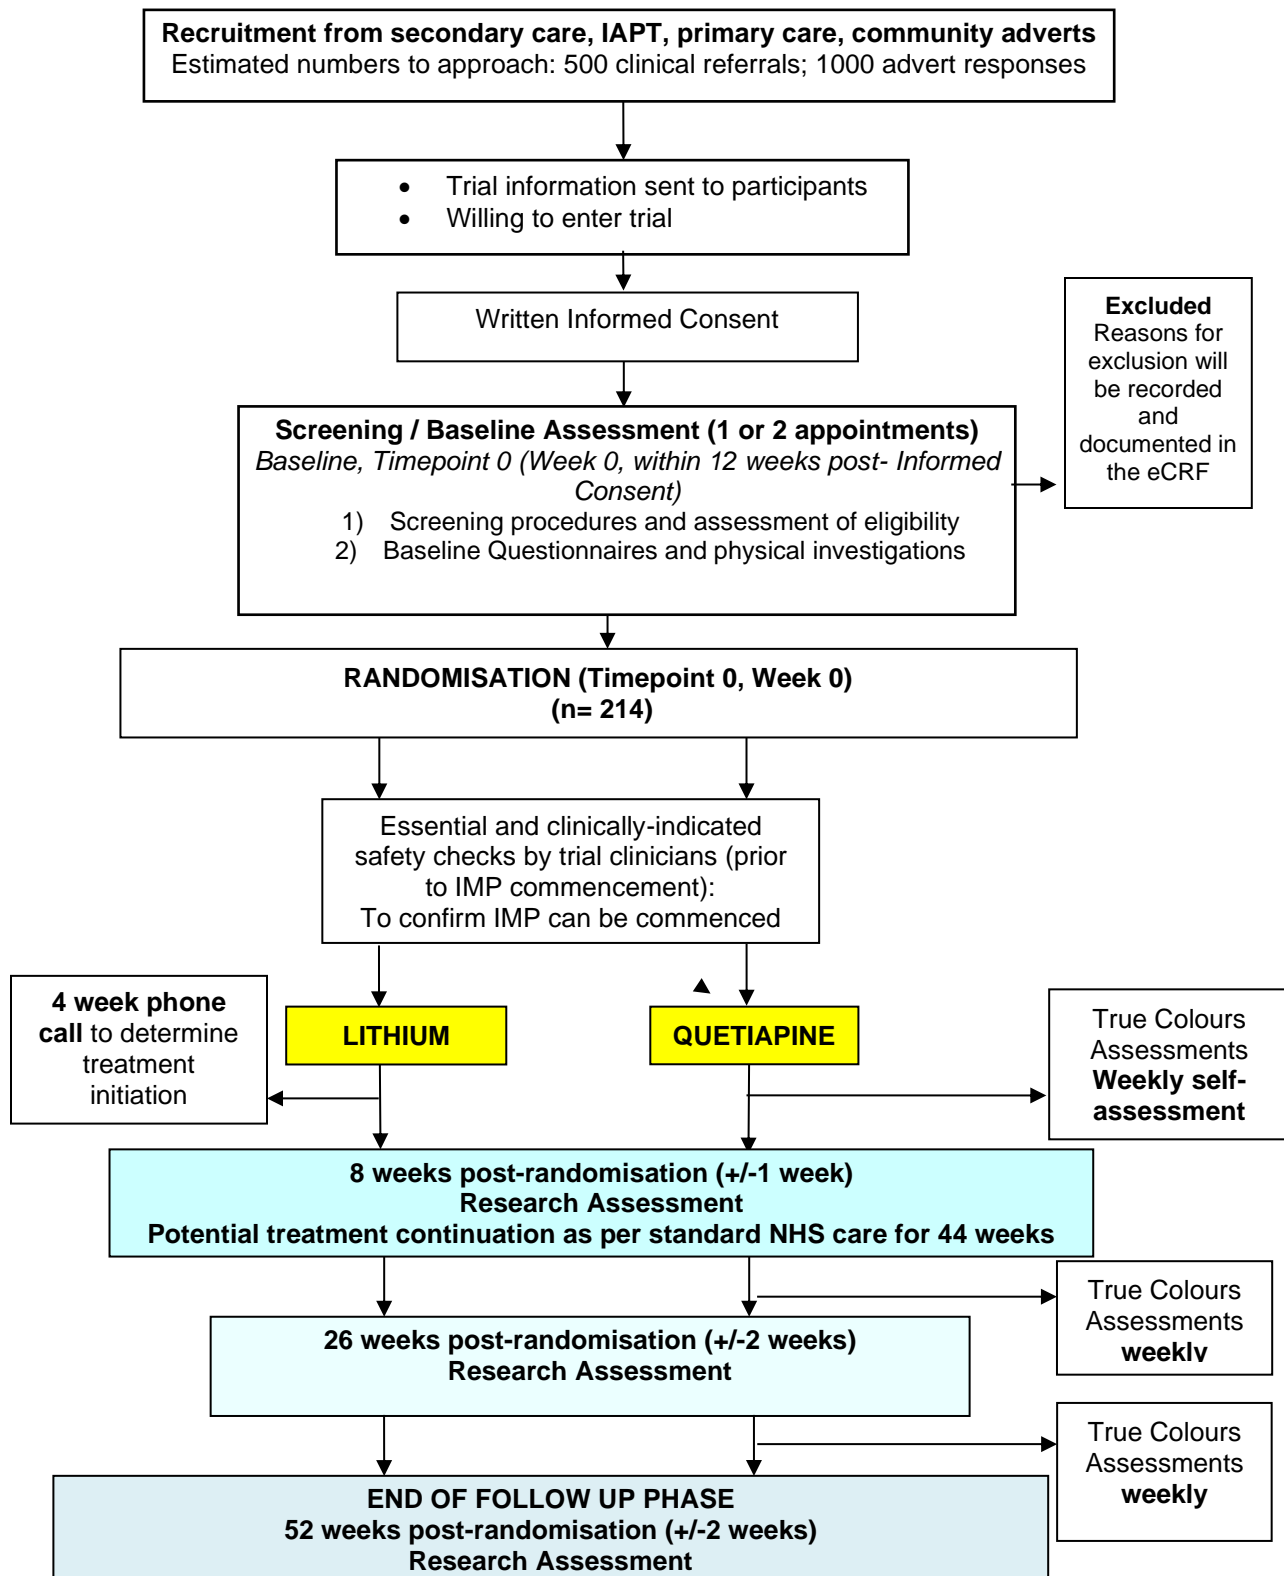 Recruitment from secondary care, IAPT, primary care, community adverts
Estimated numbers to approach: 500 clinical referrals; 1000 advert responses
• Trial information sent to participants
• Willing to enter trial
Written Informed Consent
Excluded
Reasons for
exclusion will
be recorded
and
documented in
the eCRF
Screening / Baseline Assessment (1 or 2 appointments)
Baseline, Timepoint 0 (Week 0, within 12 weeks post- Informed
Consent)
1) Screening procedures and assessment of eligibility
2) Baseline Questionnaires and physical investigations
RANDOMISATION (Timepoint 0, Week 0)
(n= 214)
Essential and clinically-indicated
safety checks by trial clinicians (prior
to IMP commencement):
To confirm IMP can be commenced
4 week phone
call to determine
treatment
initiation
LITHIUM
QUETIAPINE
True Colours
Assessments
Weekly self-
assessment
8 weeks post-randomisation (+/-1 week)
Research Assessment
Potential treatment continuation as per standard NHS care for 44 weeks
True Colours
Assessments
weekly
26 weeks post-randomisation (+/-2 weeks)
Research Assessment
True Colours
Assessments
weekly
END OF FOLLOW UP PHASE
52 weeks post-randomisation (+/-2 weeks)
Research Assessment